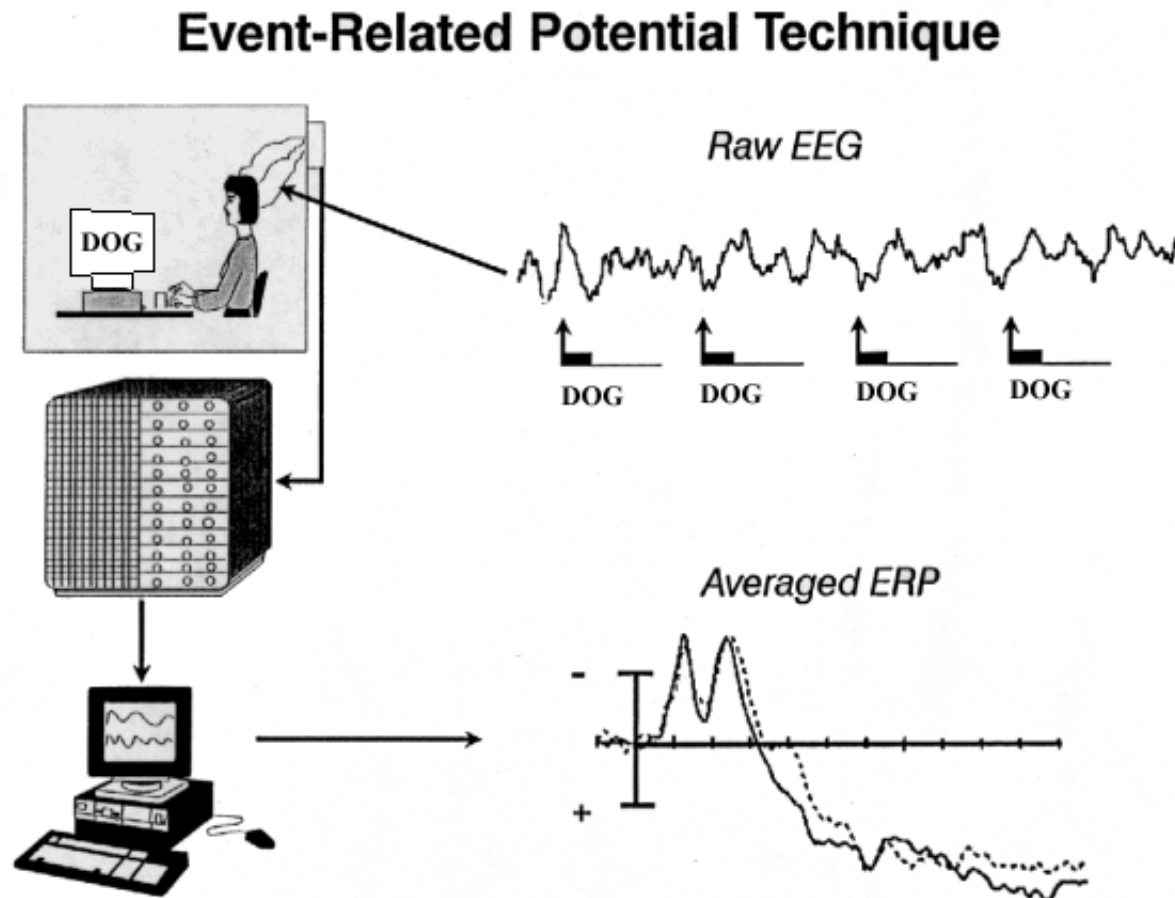 Event-Related Potential Technique
Raw EEG
DOG
DOG
DOG
DOG
DOG
Averaged ERP
-
+